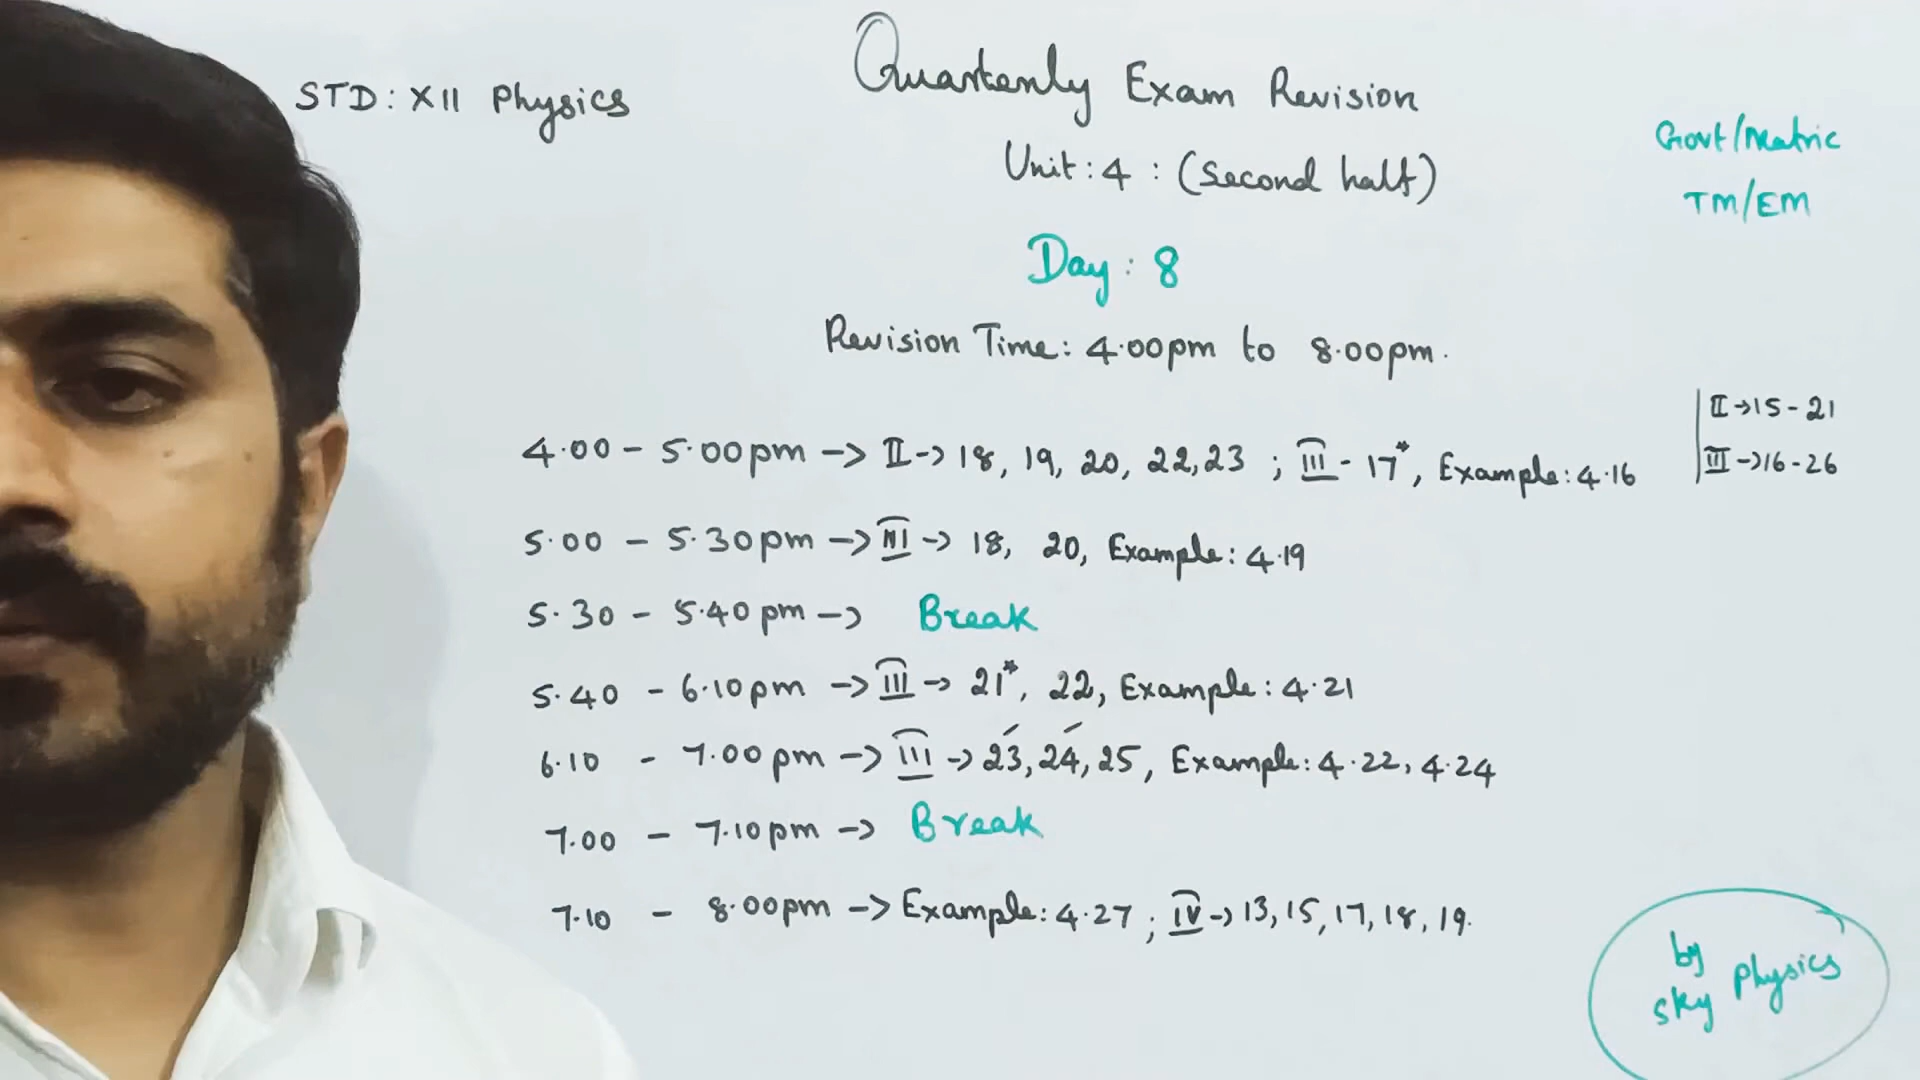 STD: XII Physics
Quarterly Exam Revision
Unit: 4 : (Second half)
Govt/Matric
TM/EM
Day: 8
Revision Time: 4.00pm to 8.00pm.
II → 15 - 21
III → 16 - 26
4.00 - 5.00pm → II → 18, 19, 20, 22, 23 ; III - 17*, Example: 4.16
5.00 - 5.30pm → III → 18, 20, Example: 4.19
5.30 - 5.40pm → Break
5.40 - 6.10pm → III → 21*, 22, Example: 4.21
6.10 - 7.00pm → III → 23, 24, 25, Example: 4.22, 4.24
7.00 - 7.10pm → Break
7.10 - 8.00pm → Example: 4.27 ; IV → 13, 15, 17, 18, 19.
by
sky Physics